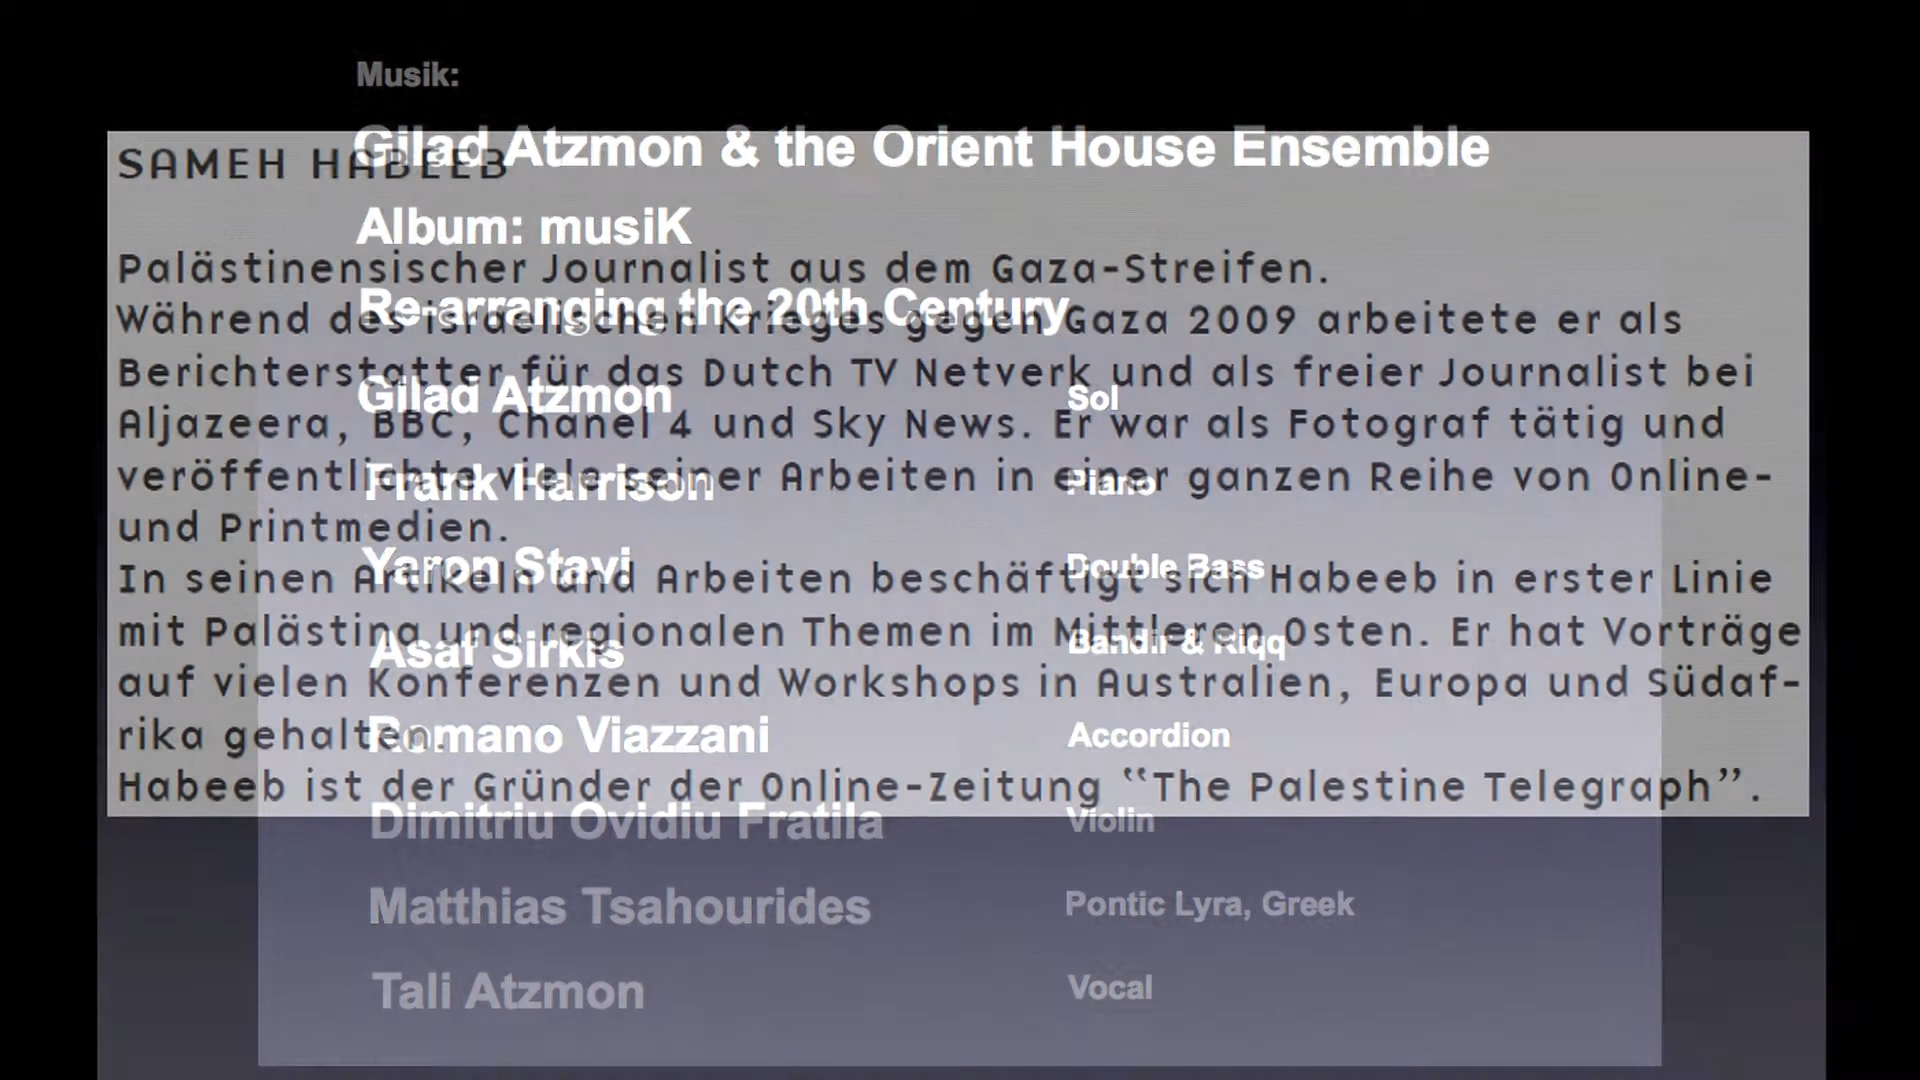 Musik:
Gilad Atzmon & the Orient House Ensemble
Album: musiK
Re-arranging the 20th Century
Gilad Atzmon Sol
Frank Harrison Piano
Yaron Stavi Double Bass
Asaf Sirkis Bandir & Riqq
Romano Viazzani Accordion
Dimitriu Ovidiu Fratila Violin
Matthias Tsahourides Pontic Lyra, Greek
Tali Atzmon Vocal
SAMEH HABEEB
Palästinensischer Journalist aus dem Gaza-Streifen.
Während des israelischen Krieges gegen Gaza 2009 arbeitete er als
Berichterstatter für das Dutch TV Netverk und als freier Journalist bei
Aljazeera, BBC, Chanel 4 und Sky News. Er war als Fotograf tätig und
veröffentlichte viele seiner Arbeiten in einer ganzen Reihe von Online-
und Printmedien.
In seinen Artikeln und Arbeiten beschäftigt sich Habeeb in erster Linie
mit Palästina und regionalen Themen im Mittleren Osten. Er hat Vorträge
auf vielen Konferenzen und Workshops in Australien, Europa und Südaf-
rika gehalten.
Habeeb ist der Gründer der Online-Zeitung “The Palestine Telegraph”.